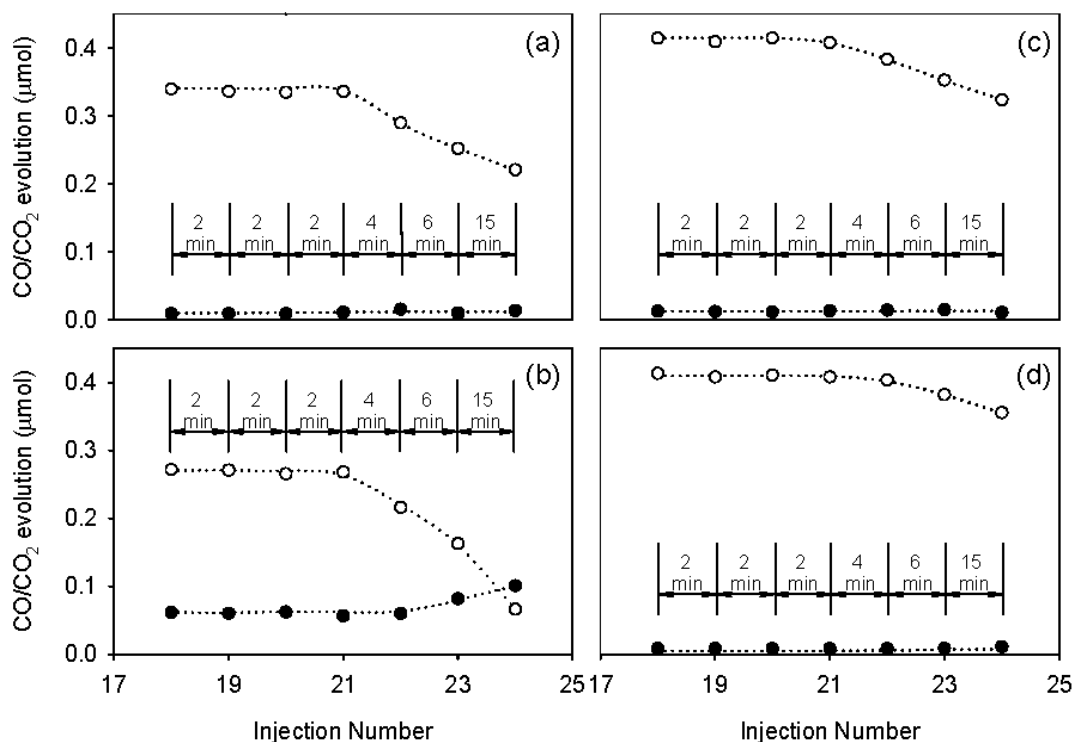 CO/CO₂ evolution (μmol)
0.4
0.3
0.2
0.1
0.0
(a)
2 2 2 4 6 15
min min min min min min
(c)
2 2 2 4 6 15
min min min min min min
CO/CO₂ evolution (μmol)
0.4
0.3
0.2
0.1
0.0
(b)
2 2 2 4 6 15
min min min min min min
(d)
2 2 2 4 6 15
min min min min min min
17 19 21 23 25
17 19 21 23 25
Injection Number
Injection Number